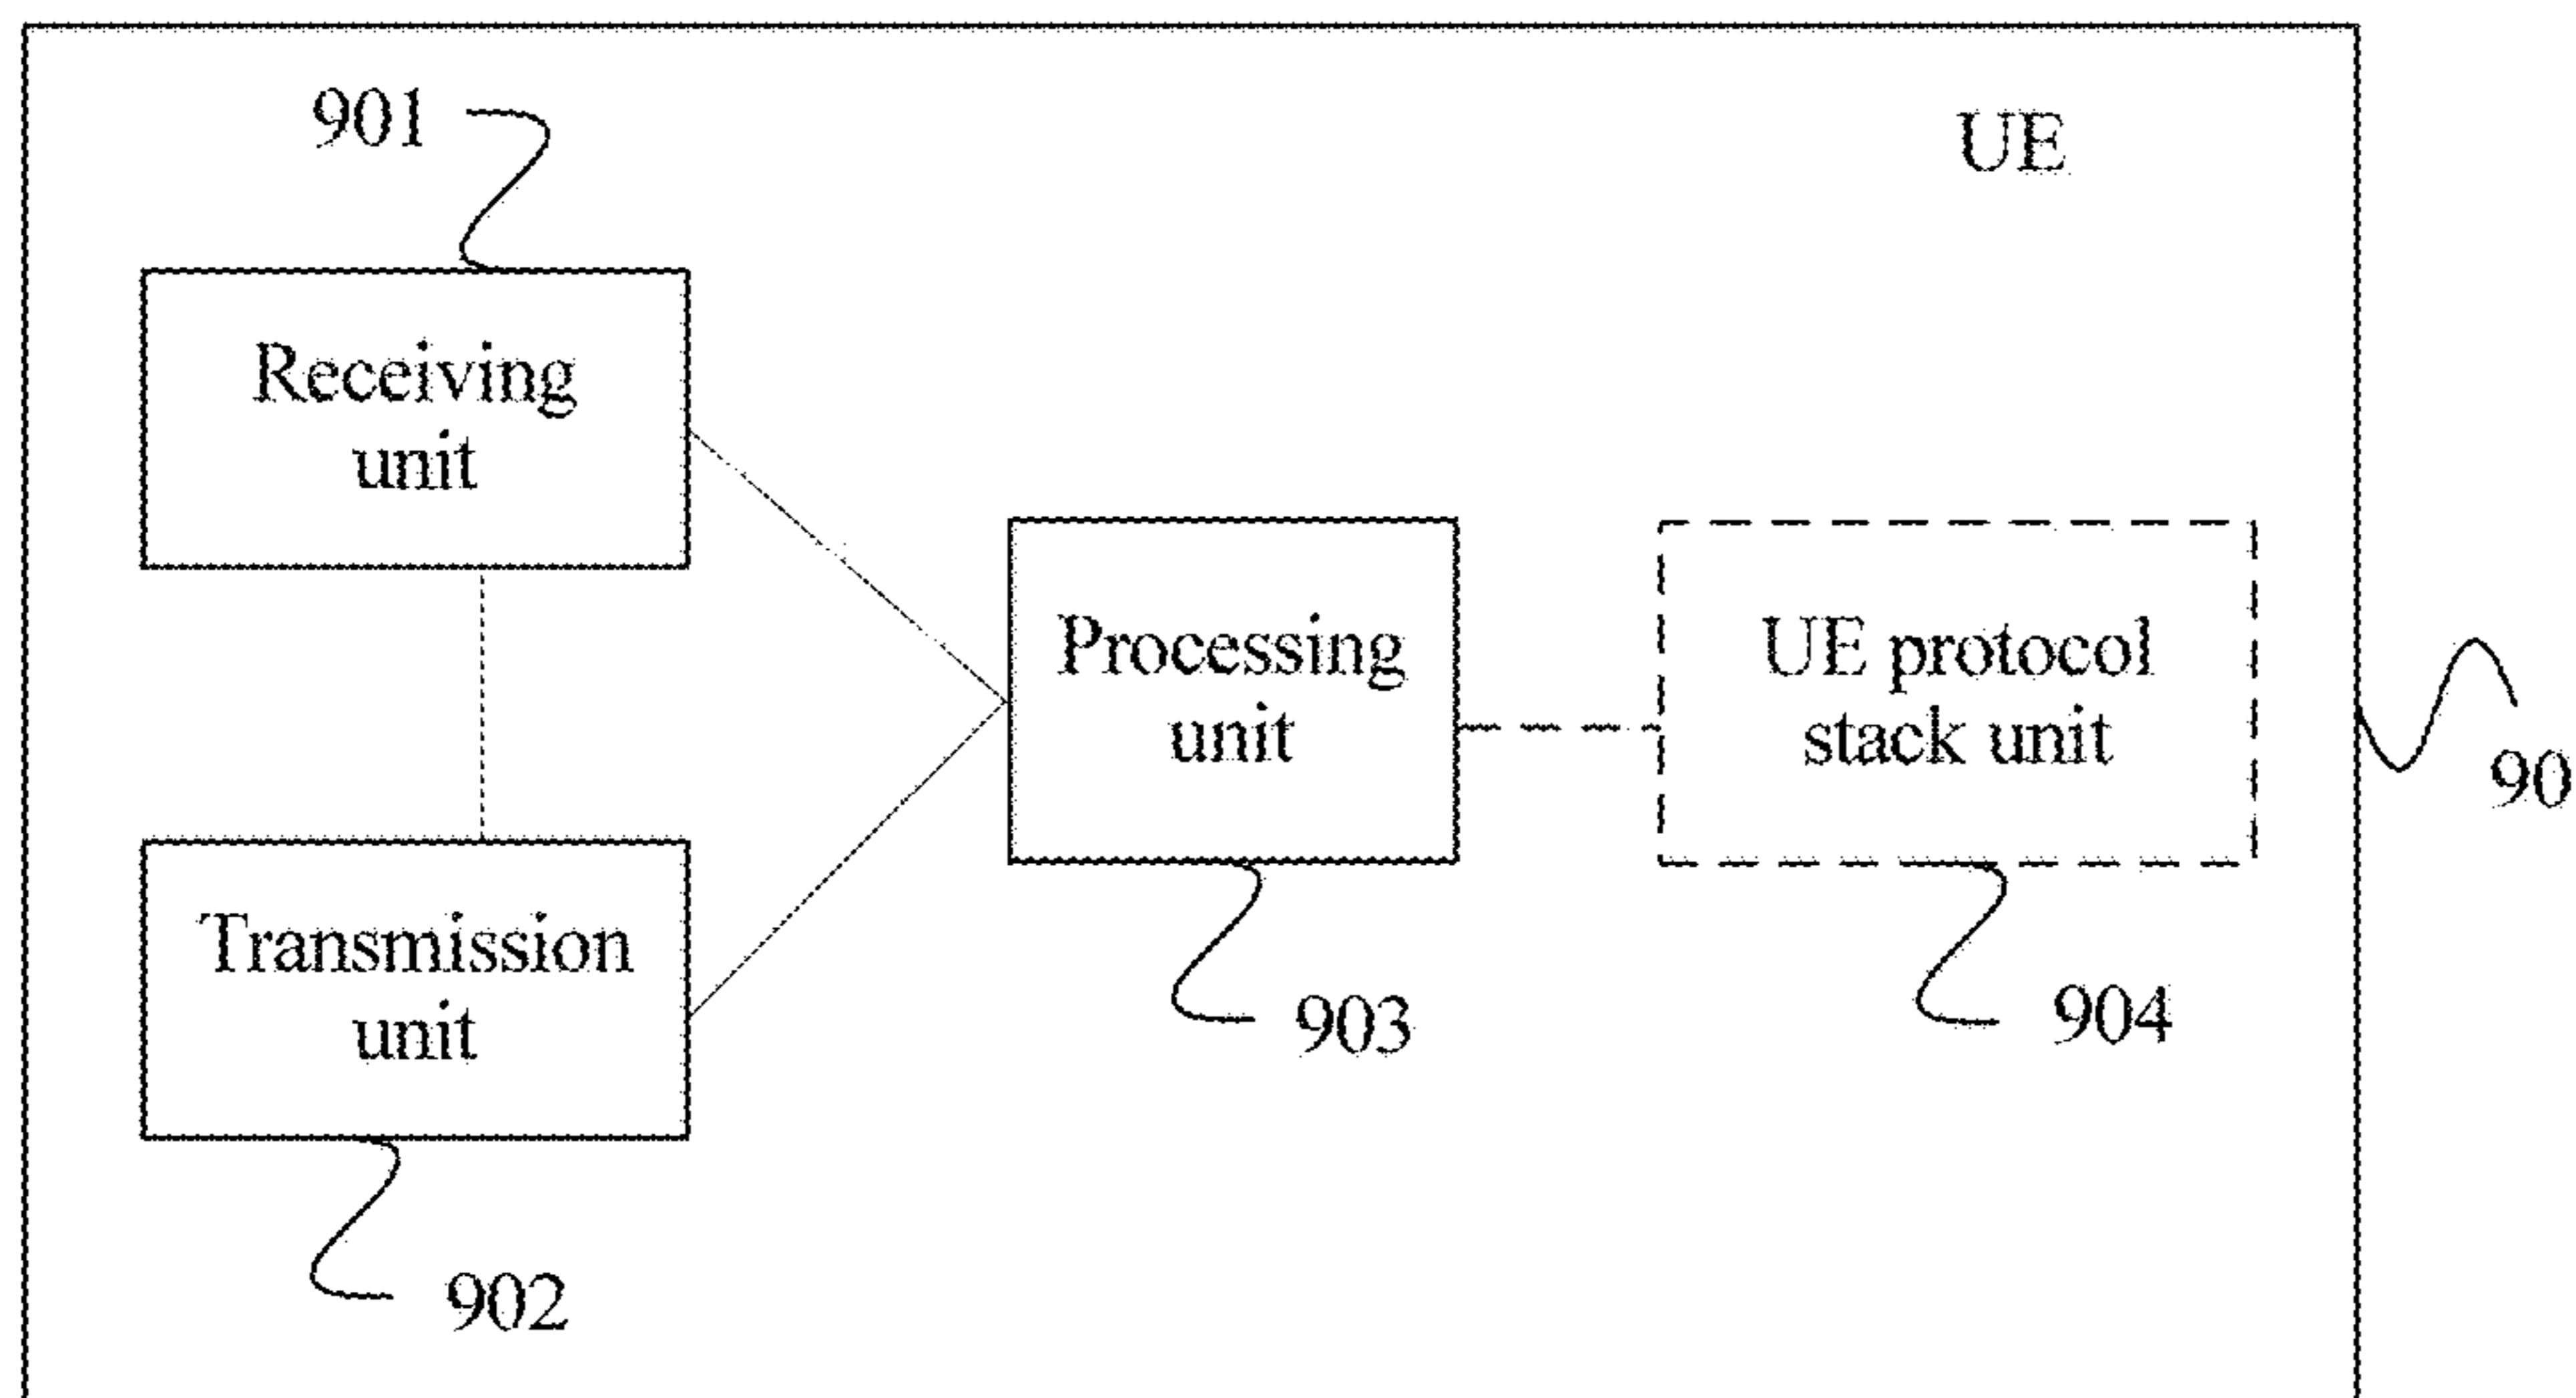 901
UE
Receiving
unit
Processing
unit
UE protocol
stack unit
90
Transmission
unit
903
904
902